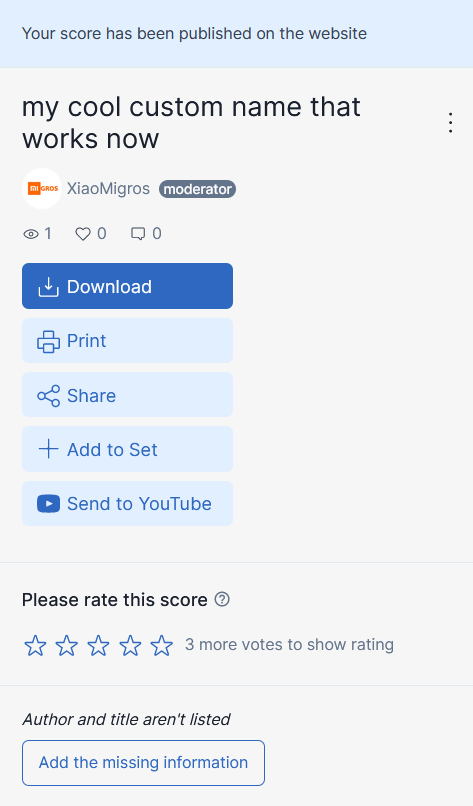 Your score has been published on the website
my cool custom name that
works now
mi GROS XiaoMigros moderator
1 0 0
Download
Print
Share
Add to Set
Send to YouTube
Please rate this score ?
3 more votes to show rating
Author and title aren't listed
Add the missing information